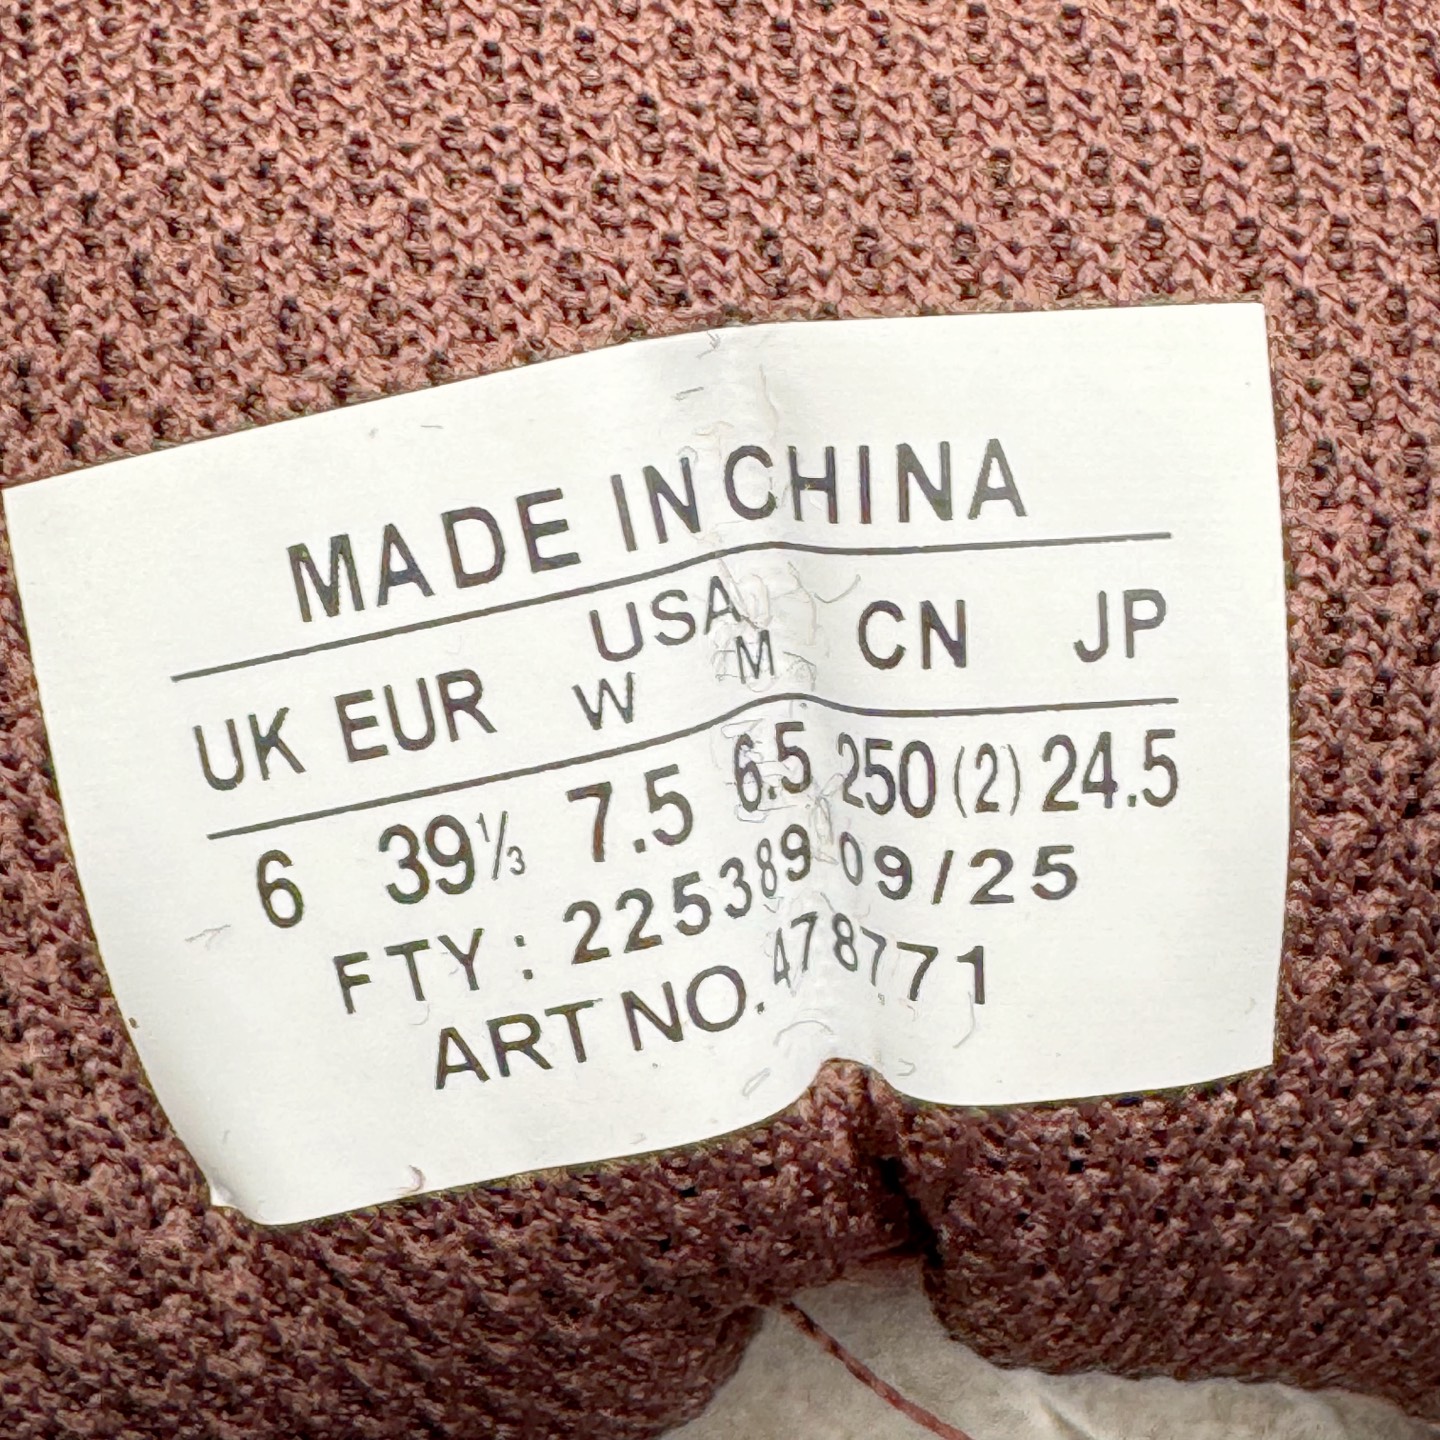 MADE IN CHINA
UK EUR USA W M CN JP
6 39⅓ 7.5 6.5 250 (2) 24.5
FTY : 225389 09/25
ART NO. 478771